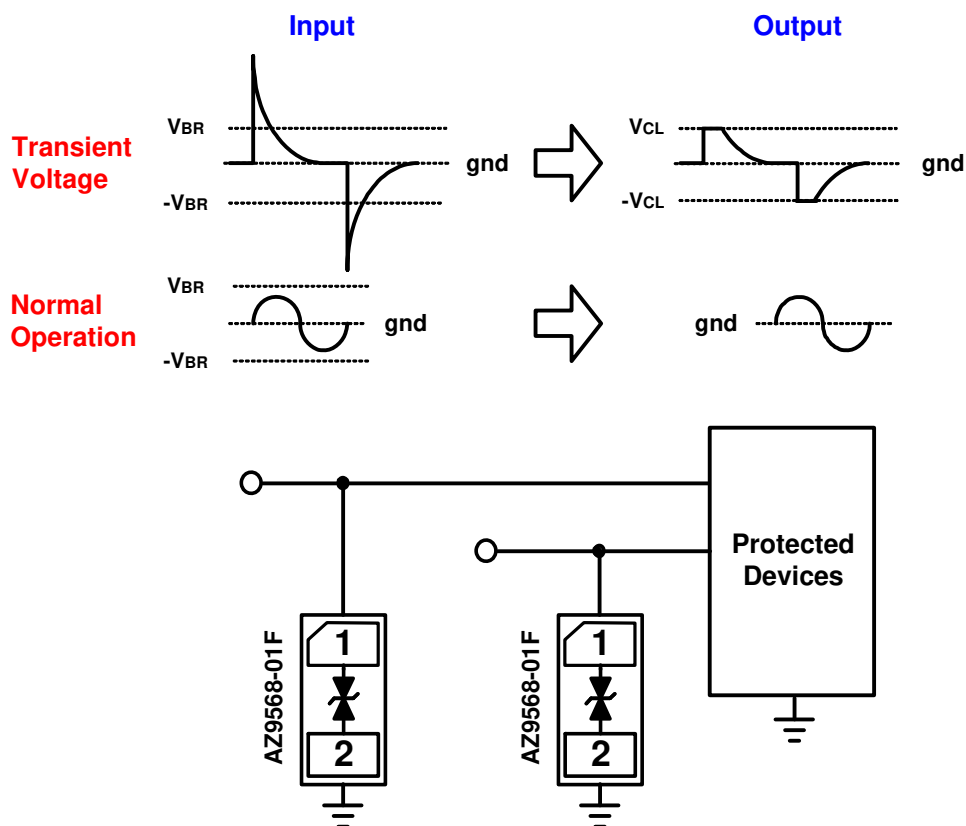 Input
Output
Transient
Voltage
VBR
-VBR
gnd
VCL
-VCL
gnd
Normal
Operation
VBR
-VBR
gnd
gnd
Protected
Devices
AZ9568-01F
1
2
AZ9568-01F
1
2